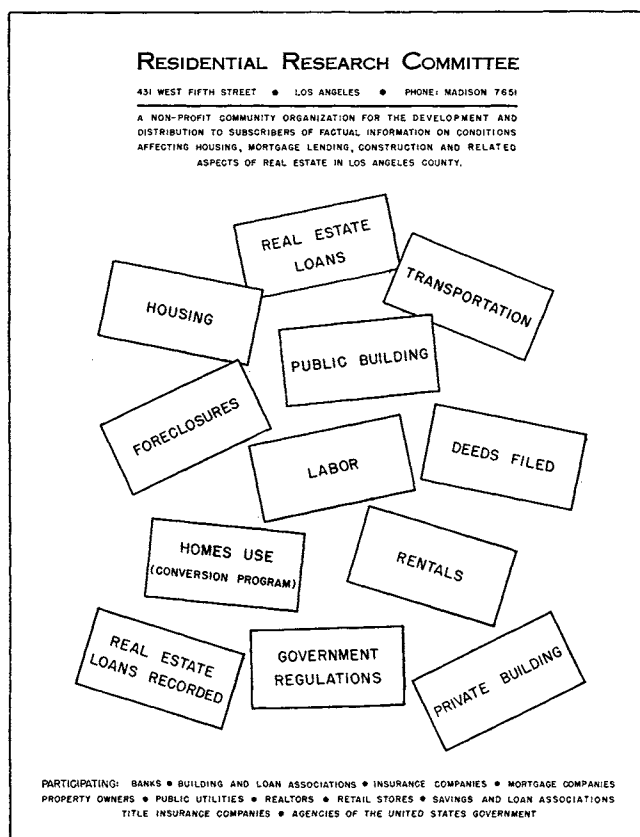 RESIDENTIAL RESEARCH COMMITTEE
431 WEST FIFTH STREET ● LOS ANGELES ● PHONE: MADISON 7651
A NON-PROFIT COMMUNITY ORGANIZATION FOR THE DEVELOPMENT AND
DISTRIBUTION TO SUBSCRIBERS OF FACTUAL INFORMATION ON CONDITIONS
AFFECTING HOUSING, MORTGAGE LENDING, CONSTRUCTION AND RELATED
ASPECTS OF REAL ESTATE IN LOS ANGELES COUNTY.
REAL ESTATE
LOANS
TRANSPORTATION
HOUSING
PUBLIC BUILDING
FORECLOSURES
LABOR
DEEDS FILED
HOMES USE
(CONVERSION PROGRAM)
RENTALS
REAL ESTATE
LOANS RECORDED
GOVERNMENT
REGULATIONS
PRIVATE BUILDING
PARTICIPATING: BANKS ● BUILDING AND LOAN ASSOCIATIONS ● INSURANCE COMPANIES ● MORTGAGE COMPANIES
PROPERTY OWNERS ● PUBLIC UTILITIES ● REALTORS ● RETAIL STORES ● SAVINGS AND LOAN ASSOCIATIONS
TITLE INSURANCE COMPANIES ● AGENCIES OF THE UNITED STATES GOVERNMENT